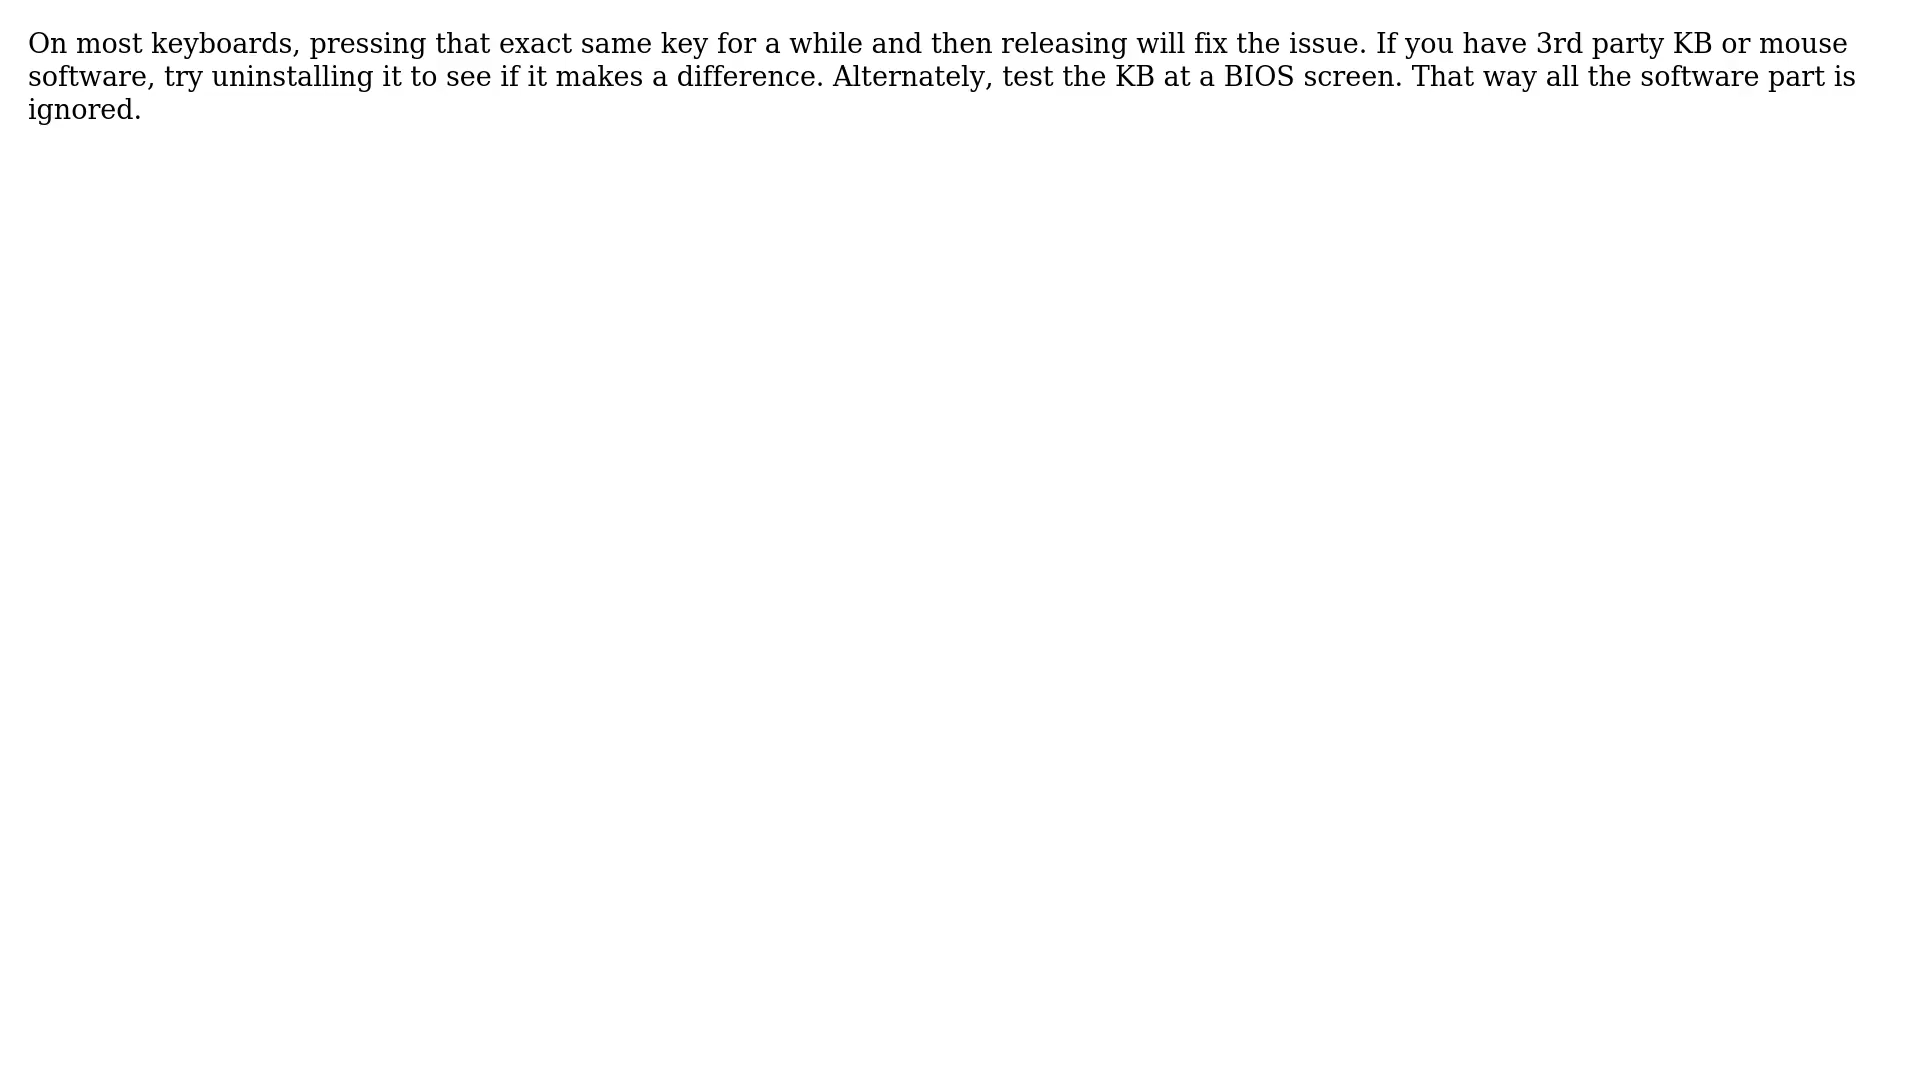 On most keyboards, pressing that exact same key for a while and then releasing will fix the issue. If you have 3rd party KB or mouse
software, try uninstalling it to see if it makes a difference. Alternately, test the KB at a BIOS screen. That way all the software part is
ignored.